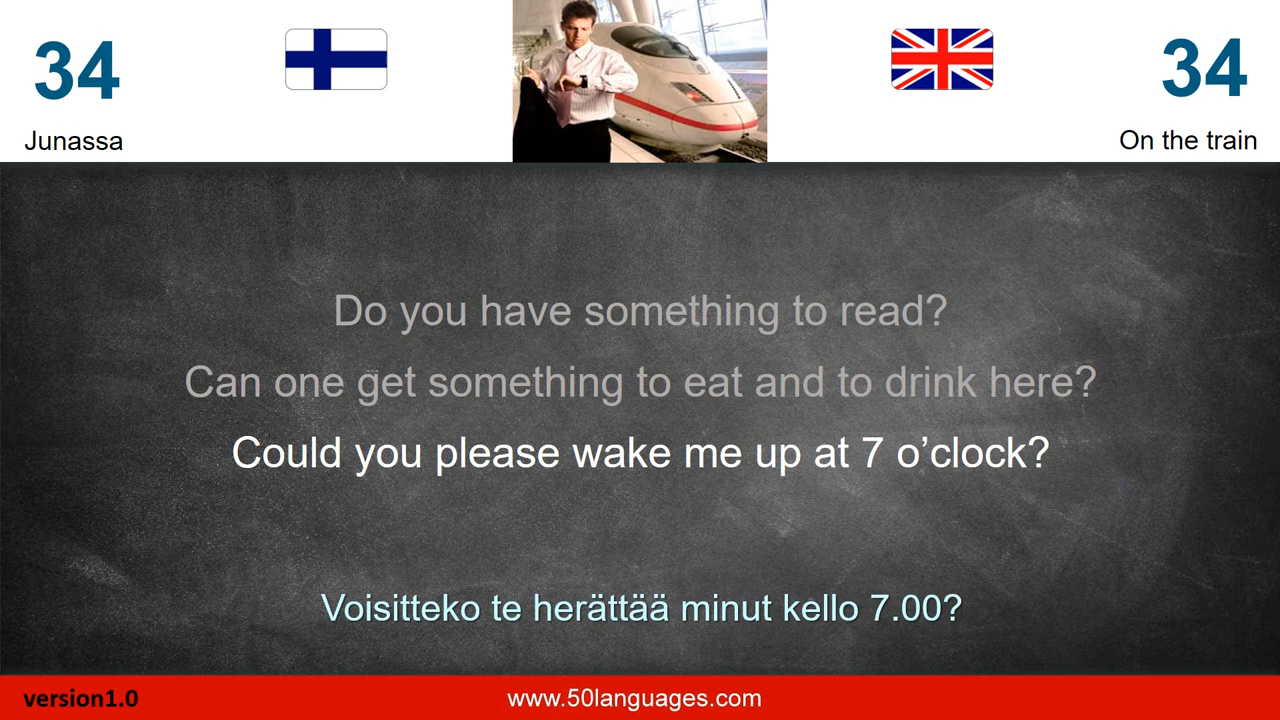 34
34
Junassa
On the train
Do you have something to read?
Can one get something to eat and to drink here?
Could you please wake me up at 7 o’clock?
Voisitteko te herättää minut kello 7.00?
version1.0
www.50languages.com